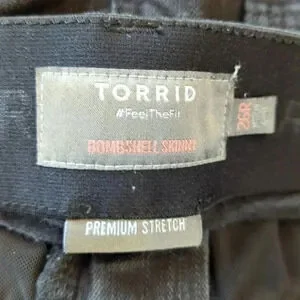 TORRID
#FeelTheFit
BOMBSHELL SKINNY
26R
PREMIUM STRETCH